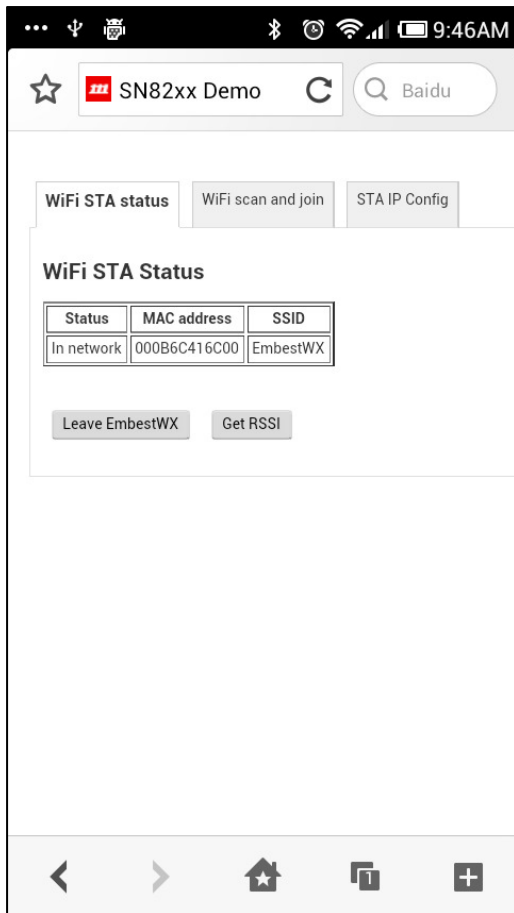 9:46AM
m SN82xx Demo Baidu
WiFi STA status WiFi scan and join STA IP Config
WiFi STA Status
Status MAC address SSID
In network 000B6C416C00 EmbestWX
Leave EmbestWX Get RSSI
1